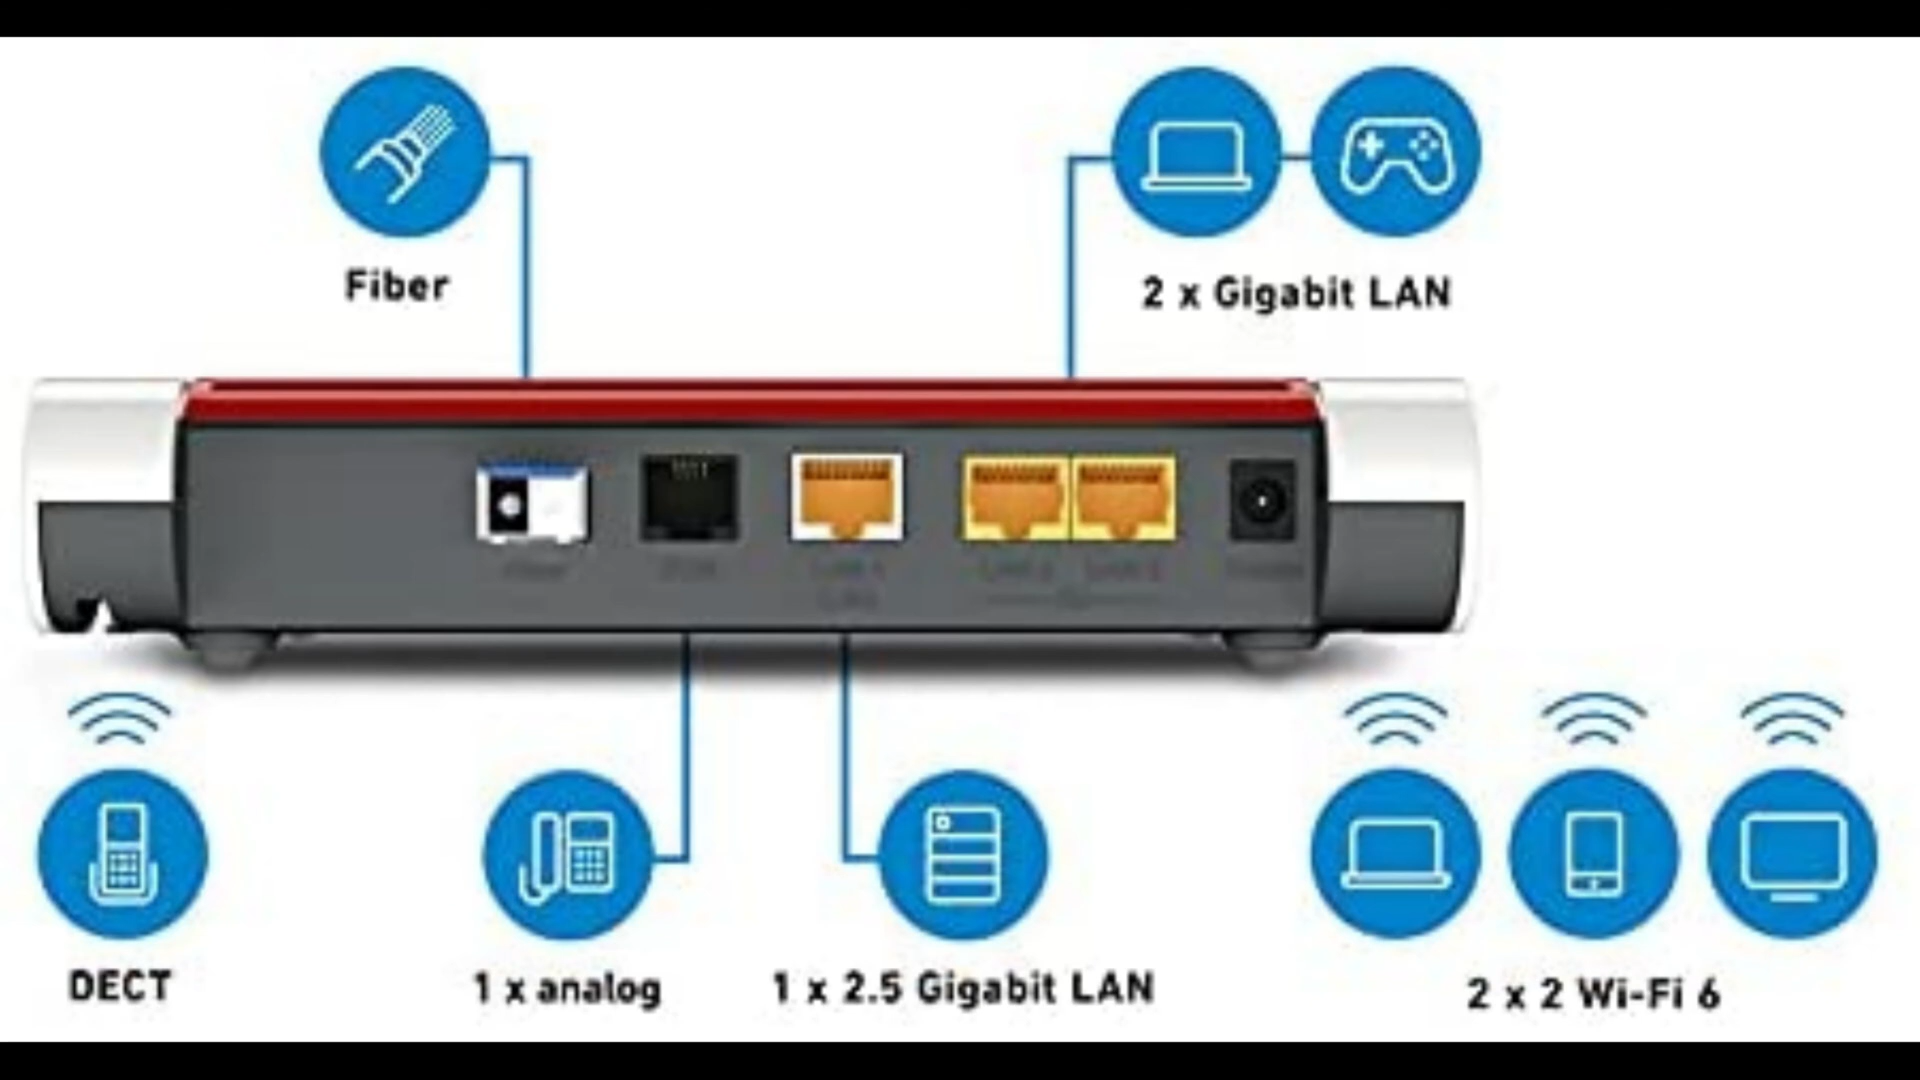 Fiber
2 x Gigabit LAN
DECT
1 x analog
1 x 2.5 Gigabit LAN
2 x 2 Wi-Fi 6